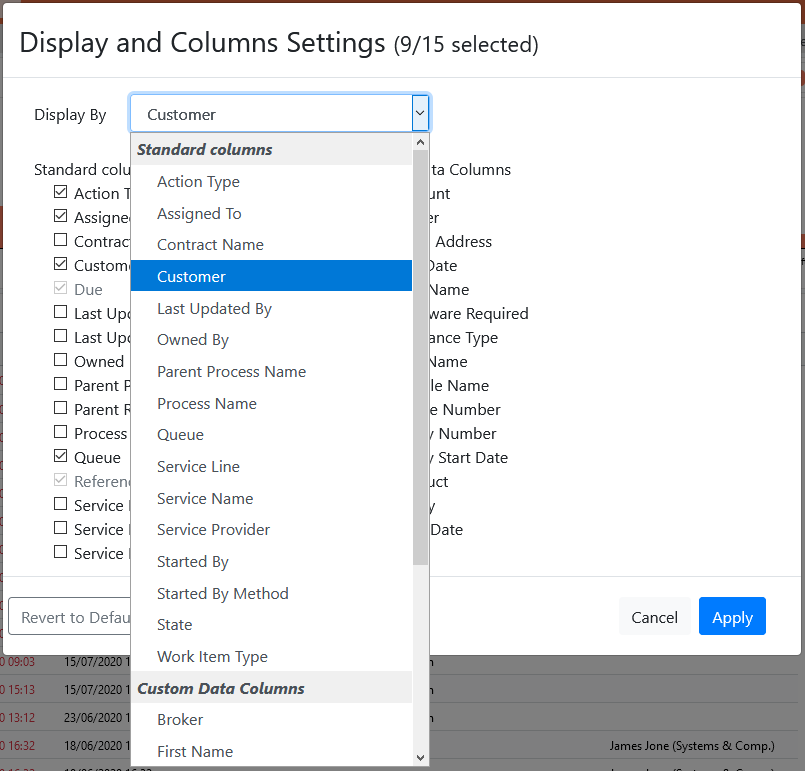 Display and Columns Settings (9/15 selected)
Display By
Customer
Standard columns
Action Type
Assigned To
Contract Name
Customer
Last Updated By
Owned By
Parent Process Name
Process Name
Queue
Service Line
Service Name
Service Provider
Started By
Started By Method
State
Work Item Type
Custom Data Columns
Broker
First Name
Standard colu
Action T
Assigne
Contrac
Custome
Due
Last Upd
Last Upd
Owned
Parent P
Parent R
Process
Queue
Referen
Service
Service
Service
ta Columns
unt
er
Address
Date
Name
ware Required
ance Type
Name
le Name
e Number
y Number
y Start Date
uct
y
Date
Revert to Defau
Cancel
Apply
0 09:03 15/07/2020 1
0 15:13 15/07/2020 1
0 13:12 23/06/2020 1
0 16:32 18/06/2020 1 James Jone (Systems & Comp.)